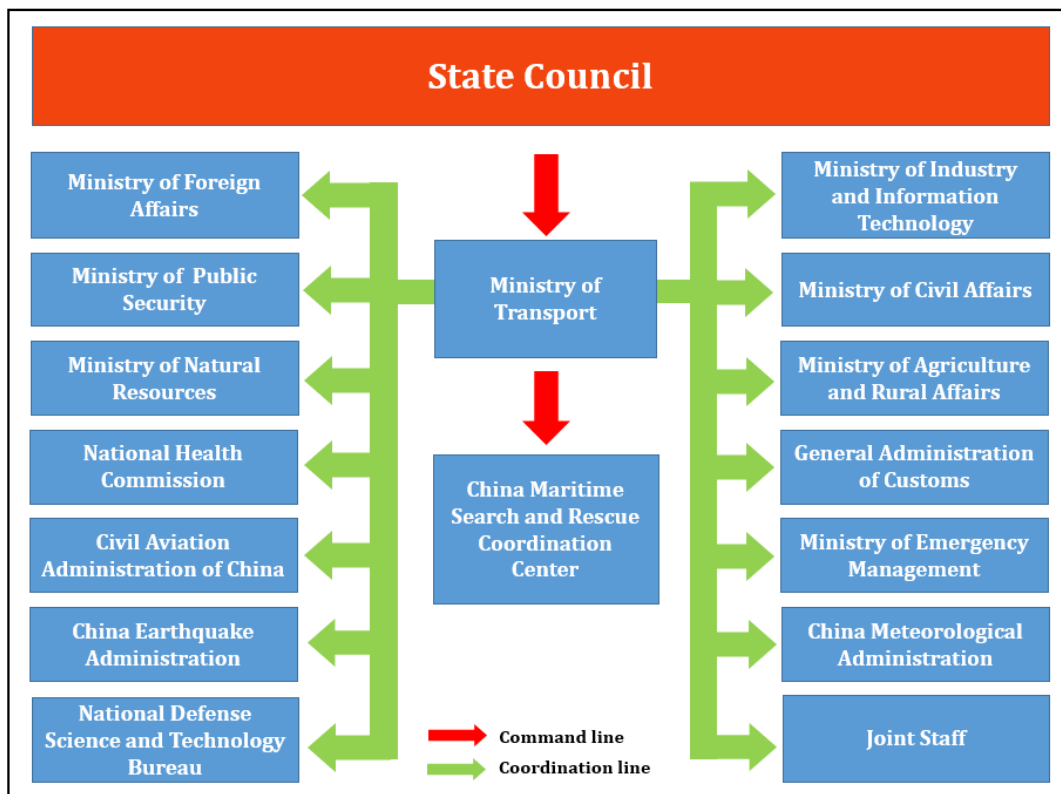 State Council
Ministry of Foreign
Affairs
Ministry of Public
Security
Ministry of Natural
Resources
National Health
Commission
Civil Aviation
Administration of China
China Earthquake
Administration
National Defense
Science and Technology
Bureau
Ministry of
Transport
China Maritime
Search and Rescue
Coordination
Center
Command line
Coordination line
Ministry of Industry
and Information
Technology
Ministry of Civil Affairs
Ministry of Agriculture
and Rural Affairs
General Administration
of Customs
Ministry of Emergency
Management
China Meteorological
Administration
Joint Staff